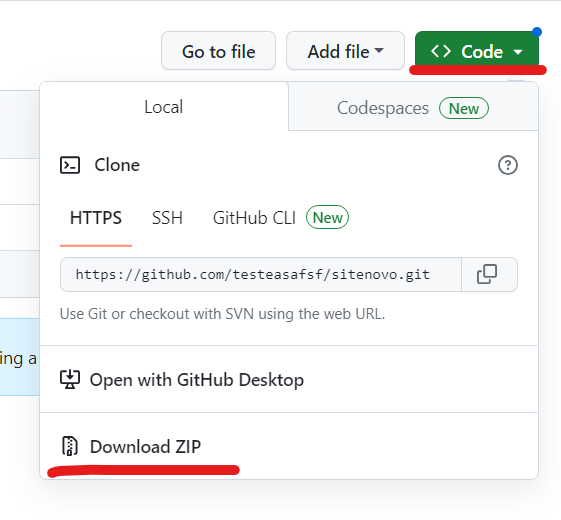 Go to file Add file Code
Local Codespaces New
Clone
HTTPS SSH GitHub CLI New
https://github.com/testeasafsf/sitenovo.git
Use Git or checkout with SVN using the web URL.
ing a
Open with GitHub Desktop
Download ZIP